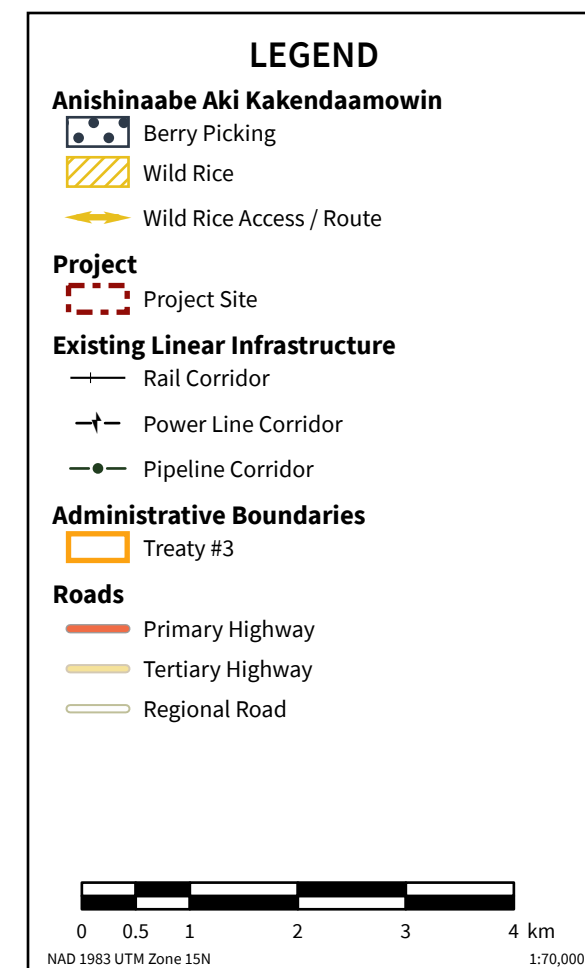 LEGEND
Anishinaabe Aki Kakendaamowin
Berry Picking
Wild Rice
Wild Rice Access / Route
Project
Project Site
Existing Linear Infrastructure
Rail Corridor
Power Line Corridor
Pipeline Corridor
Administrative Boundaries
Treaty #3
Roads
Primary Highway
Tertiary Highway
Regional Road
0 0.5 1 2 3 4 km
NAD 1983 UTM Zone 15N 1:70,000